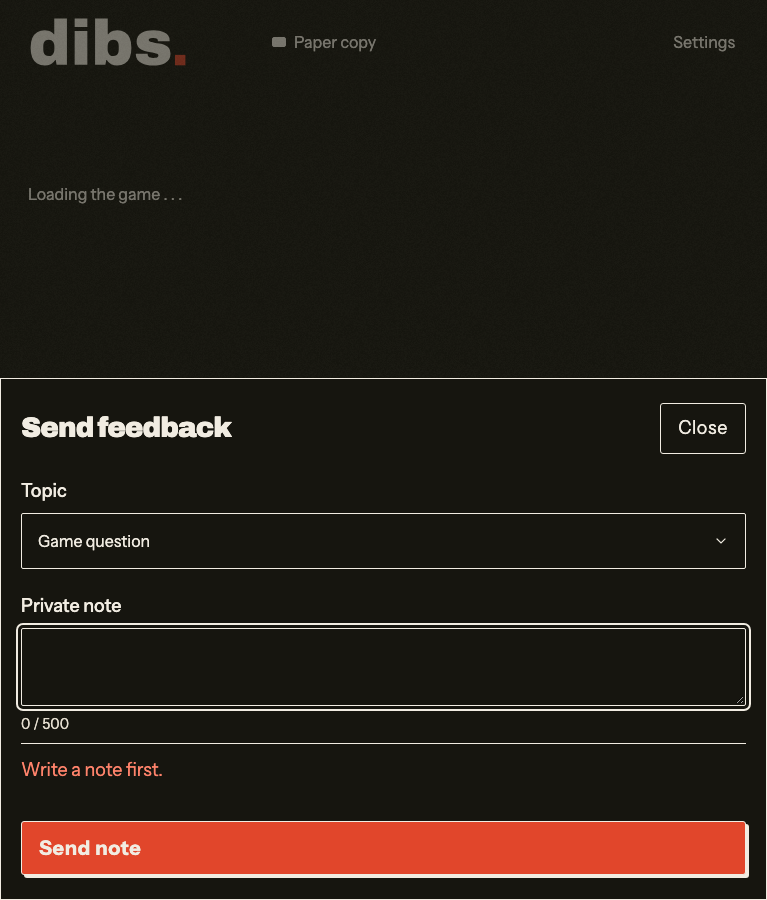 dibs.
Paper copy
Settings
Loading the game . . .
Send feedback
Close
Topic
Game question
Private note
0 / 500
Write a note first.
Send note